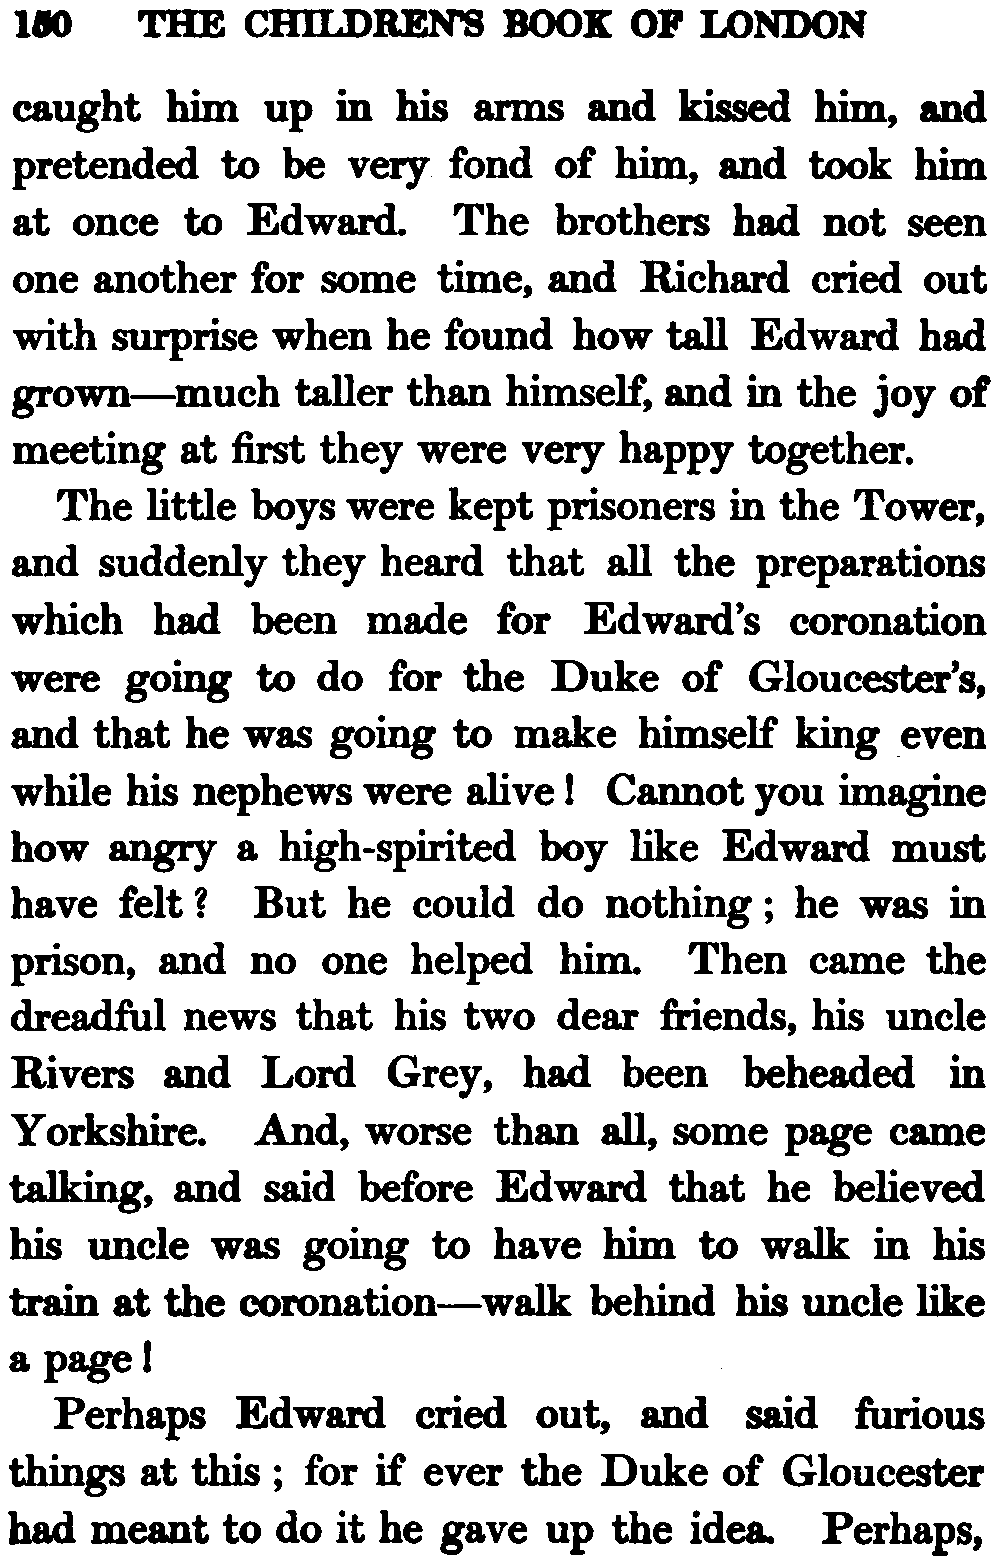 150 THE CHILDREN'S BOOK OF LONDON
caught him up in his arms and kissed him, and
pretended to be very fond of him, and took him
at once to Edward. The brothers had not seen
one another for some time, and Richard cried out
with surprise when he found how tall Edward had
grown—much taller than himself, and in the joy of
meeting at first they were very happy together.
The little boys were kept prisoners in the Tower,
and suddenly they heard that all the preparations
which had been made for Edward's coronation
were going to do for the Duke of Gloucester's,
and that he was going to make himself king even
while his nephews were alive! Cannot you imagine
how angry a high-spirited boy like Edward must
have felt? But he could do nothing; he was in
prison, and no one helped him. Then came the
dreadful news that his two dear friends, his uncle
Rivers and Lord Grey, had been beheaded in
Yorkshire. And, worse than all, some page came
talking, and said before Edward that he believed
his uncle was going to have him to walk in his
train at the coronation—walk behind his uncle like
a page!
Perhaps Edward cried out, and said furious
things at this; for if ever the Duke of Gloucester
had meant to do it he gave up the idea. Perhaps,